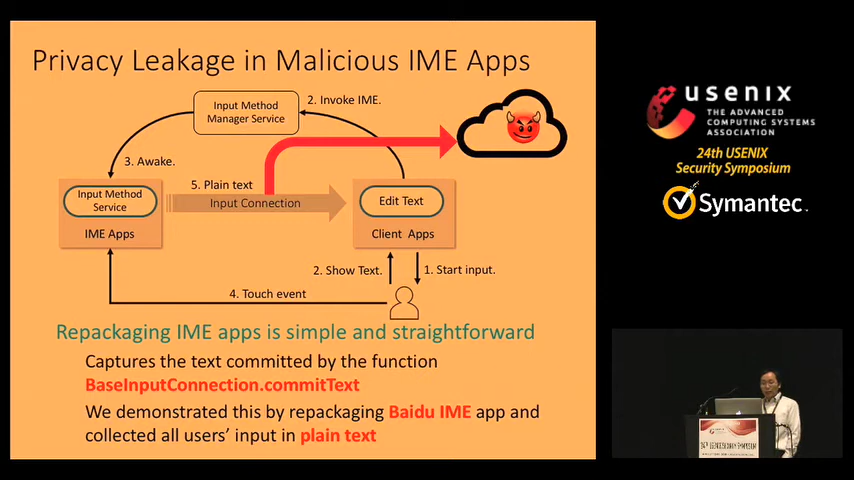 Privacy Leakage in Malicious IME Apps
Input Method
Manager Service
2. Invoke IME.
3. Awake.
5. Plain text
Input Method
Service
Input Connection
Edit Text
IME Apps
Client Apps
2. Show Text.
1. Start input.
4. Touch event
Repackaging IME apps is simple and straightforward
Captures the text committed by the function
BaseInputConnection.commitText
We demonstrated this by repackaging Baidu IME app and
collected all users' input in plain text
usenix
THE ADVANCED
COMPUTING SYSTEMS
ASSOCIATION
24th USENIX
Security Symposium
Symantec.